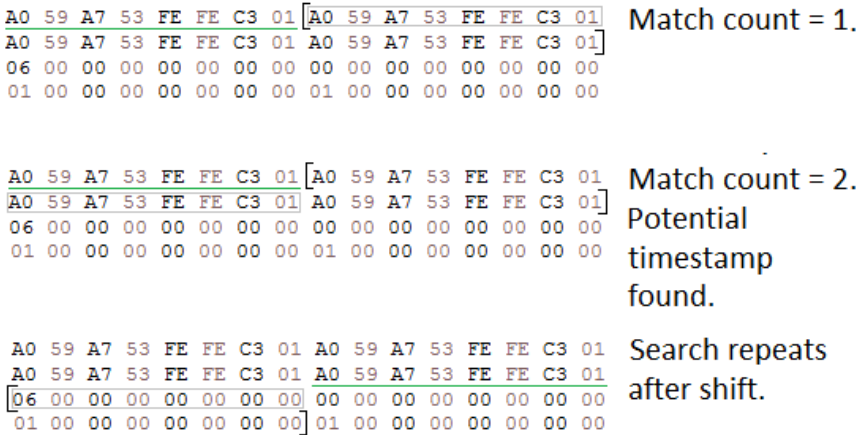 A0 59 A7 53 FE FE C3 01 [A0 59 A7 53 FE FE C3 01 Match count = 1.
A0 59 A7 53 FE FE C3 01 A0 59 A7 53 FE FE C3 01]
06 00 00 00 00 00 00 00 00 00 00 00 00 00 00 00
01 00 00 00 00 00 00 00 01 00 00 00 00 00 00 00
A0 59 A7 53 FE FE C3 01 [A0 59 A7 53 FE FE C3 01 Match count = 2.
A0 59 A7 53 FE FE C3 01 A0 59 A7 53 FE FE C3 01] Potential
06 00 00 00 00 00 00 00 00 00 00 00 00 00 00 00 timestamp
01 00 00 00 00 00 00 00 01 00 00 00 00 00 00 00 found.
A0 59 A7 53 FE FE C3 01 A0 59 A7 53 FE FE C3 01 Search repeats
A0 59 A7 53 FE FE C3 01 A0 59 A7 53 FE FE C3 01 after shift.
[06 00 00 00 00 00 00 00 00 00 00 00 00 00 00 00
01 00 00 00 00 00 00 00] 01 00 00 00 00 00 00 00